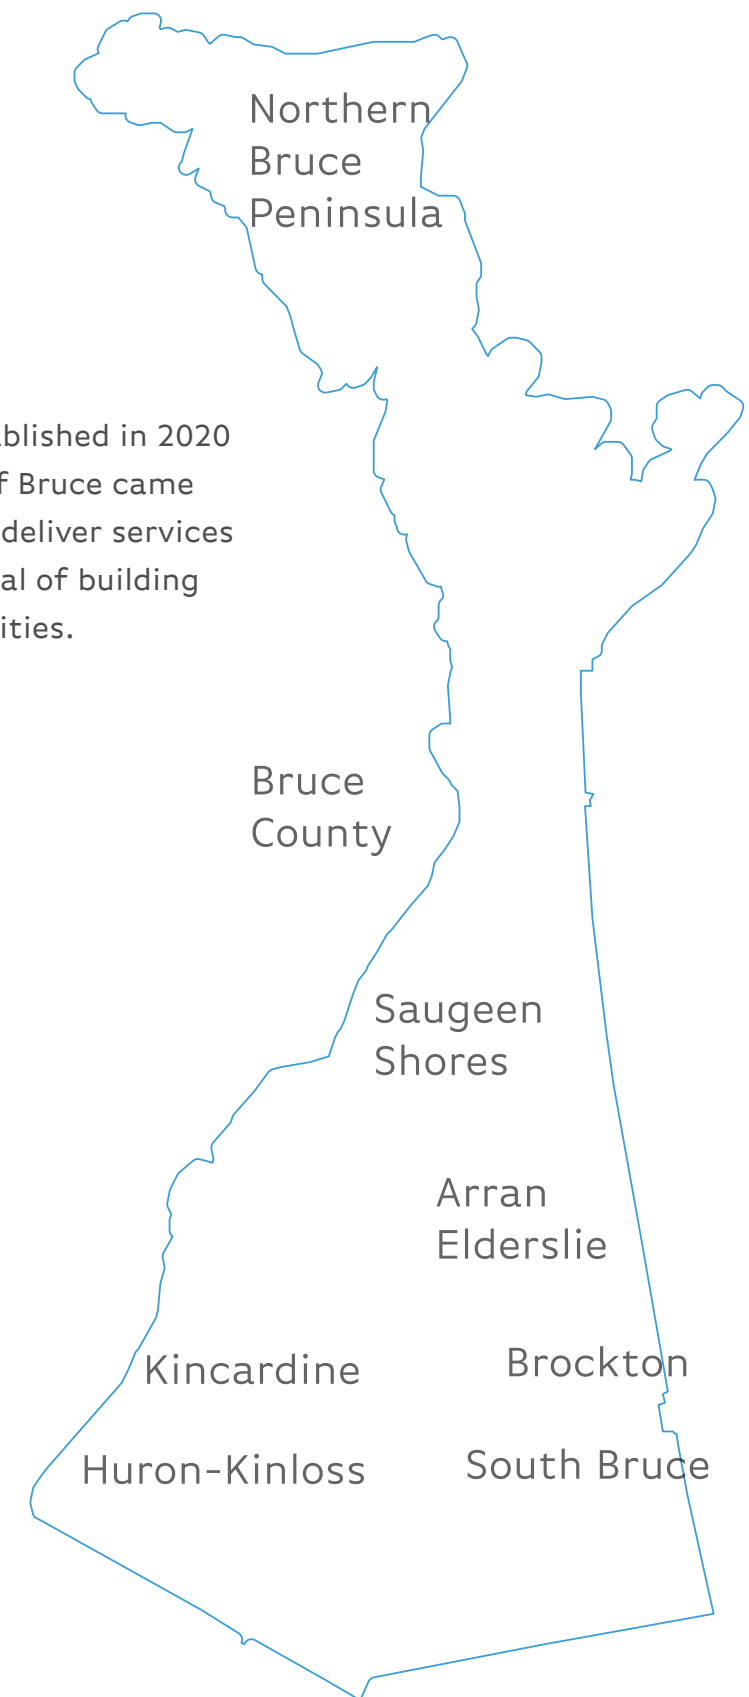 Northern
Bruce
Peninsula
blished in 2020
f Bruce came
deliver services
al of building
ities.
Bruce
County
Saugeen
Shores
Arran
Elderslie
Kincardine
Brockton
Huron-Kinloss
South Bruce